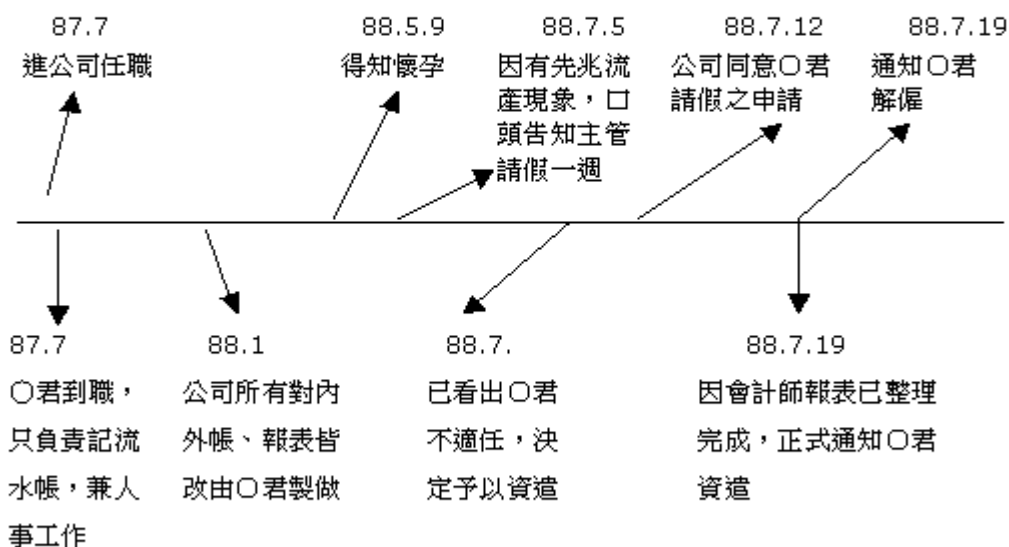 87.7
進公司任職
88.5.9
得知懷孕
88.7.5
因有先兆流
產現象，口
頭告知主管
請假一週
88.7.12
公司同意○君
請假之申請
88.7.19
通知○君
解僱
87.7
○君到職，
只負責記流
水帳，兼人
事工作
88.1
公司所有對內
外帳、報表皆
改由○君製做
88.7.
已看出○君
不適任，決
定予以資遣
88.7.19
因會計師報表已整理
完成，正式通知○君
資遣